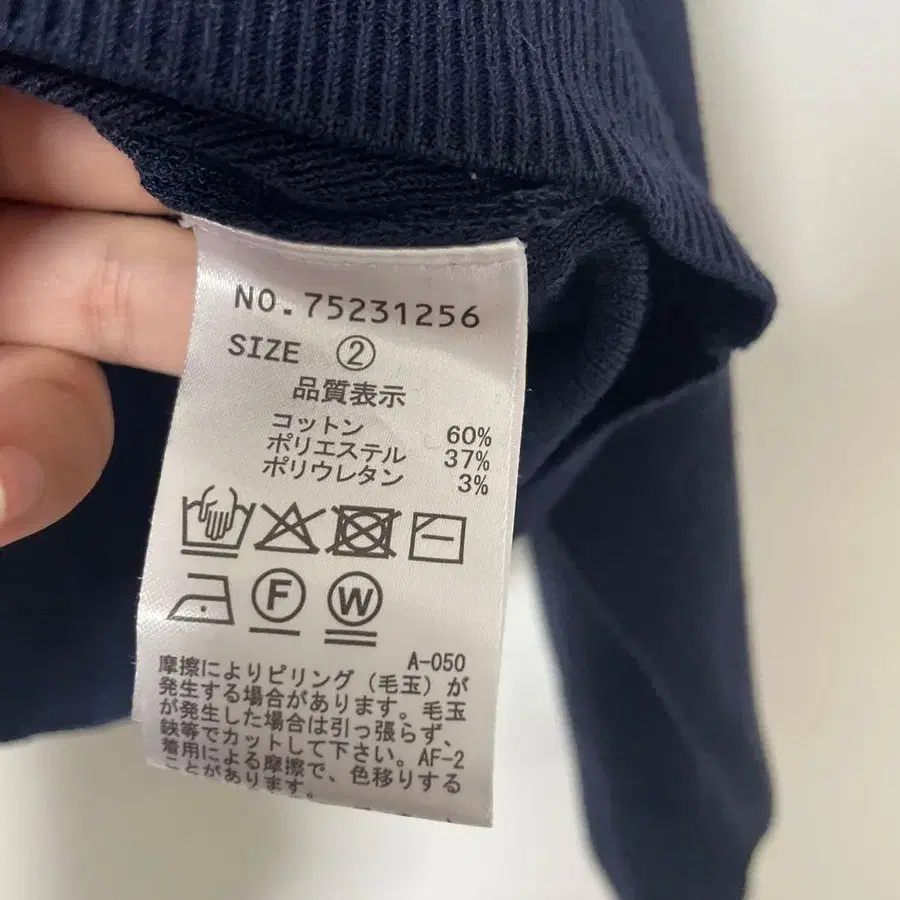 NO.75231256
SIZE ②
品質表示
コットン 60%
ポリエステル 37%
ポリウレタン 3%
F W
A-050
摩擦によりピリング（毛玉）が
発生する場合があります。毛玉
が発生した場合は引っ張らず、
鋏等でカットして下さい。AF-2
着用による摩擦で、色移りする
ことがあります。